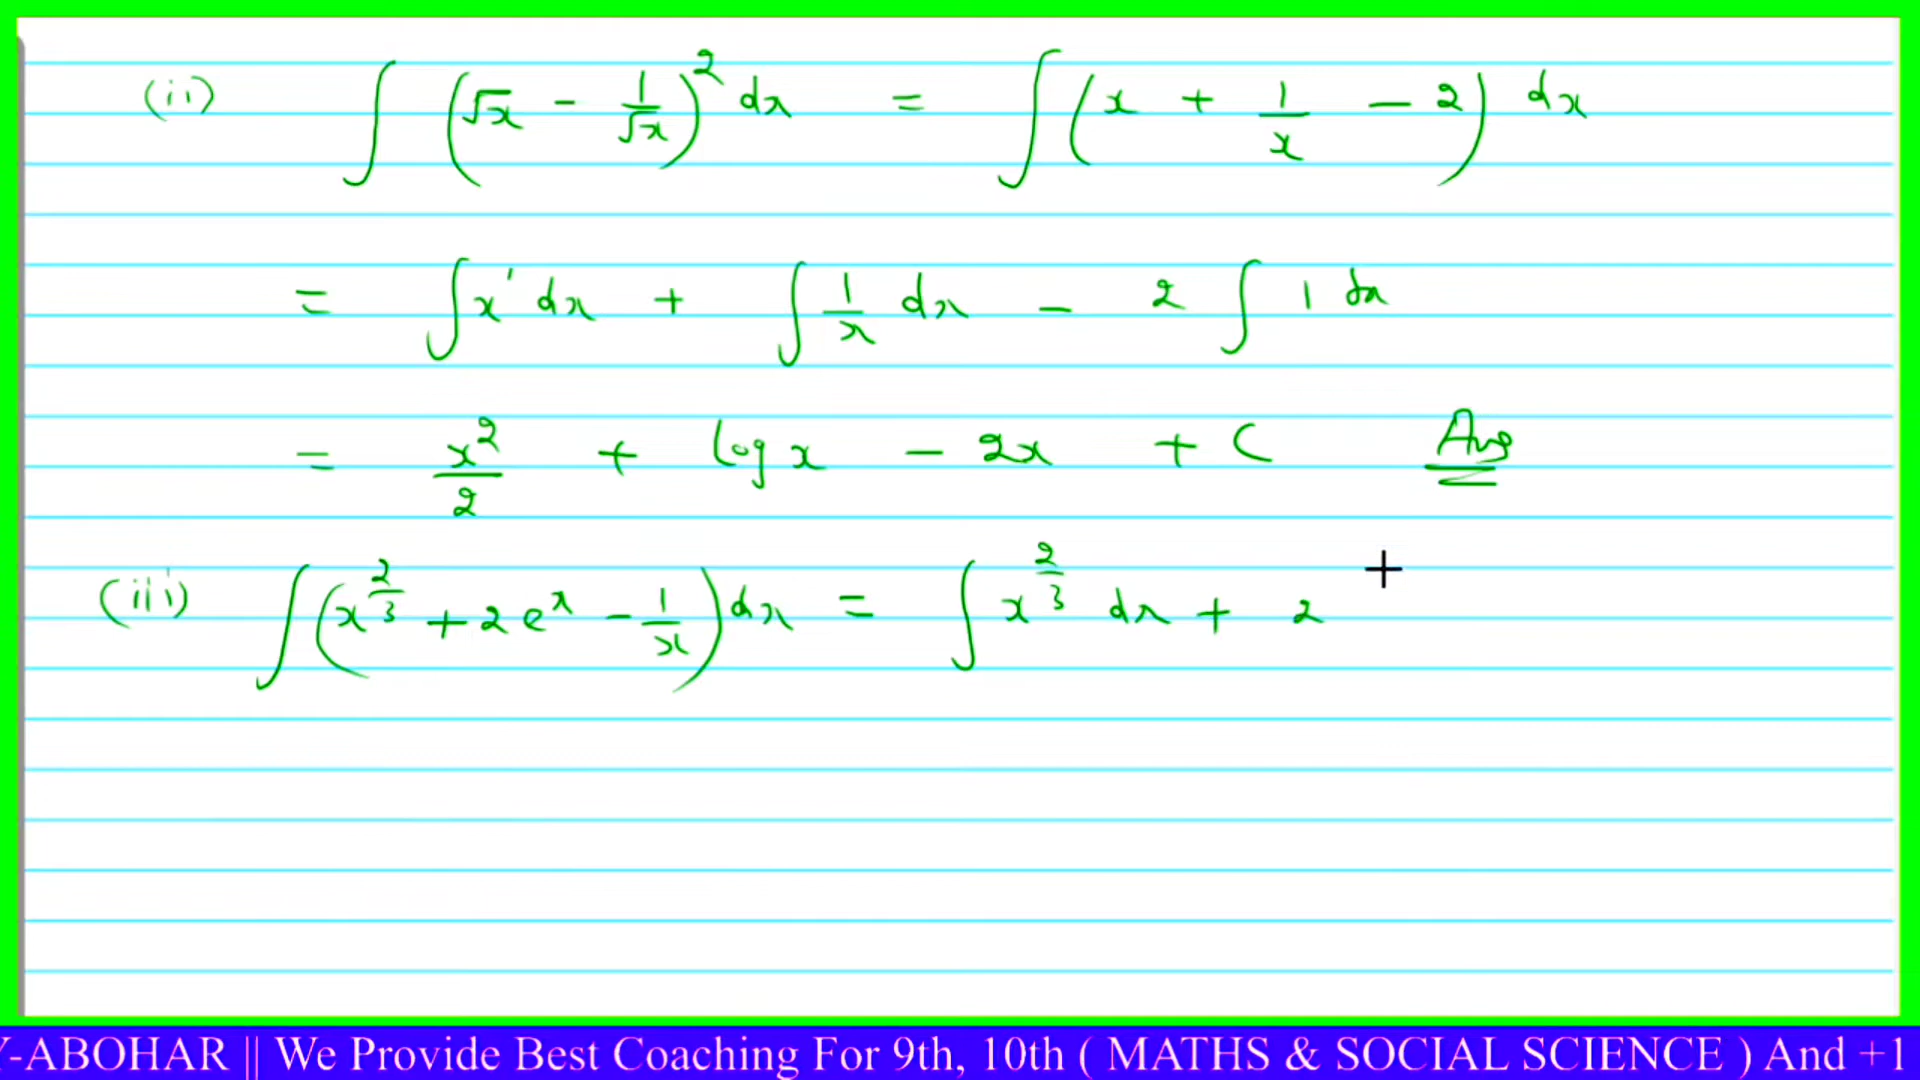 (ii) ∫ (√x - 1/√x)² dx = ∫ (x + 1/x - 2) dx
= ∫ x¹ dx + ∫ 1/x dx - 2 ∫ 1 dx
= x²/2 + log x - 2x + C Ans
(iii) ∫ (x^(2/3) + 2e^x - 1/x) dx = ∫ x^(2/3) dx + 2
Y-ABOHAR || We Provide Best Coaching For 9th, 10th ( MATHS & SOCIAL SCIENCE ) And +1